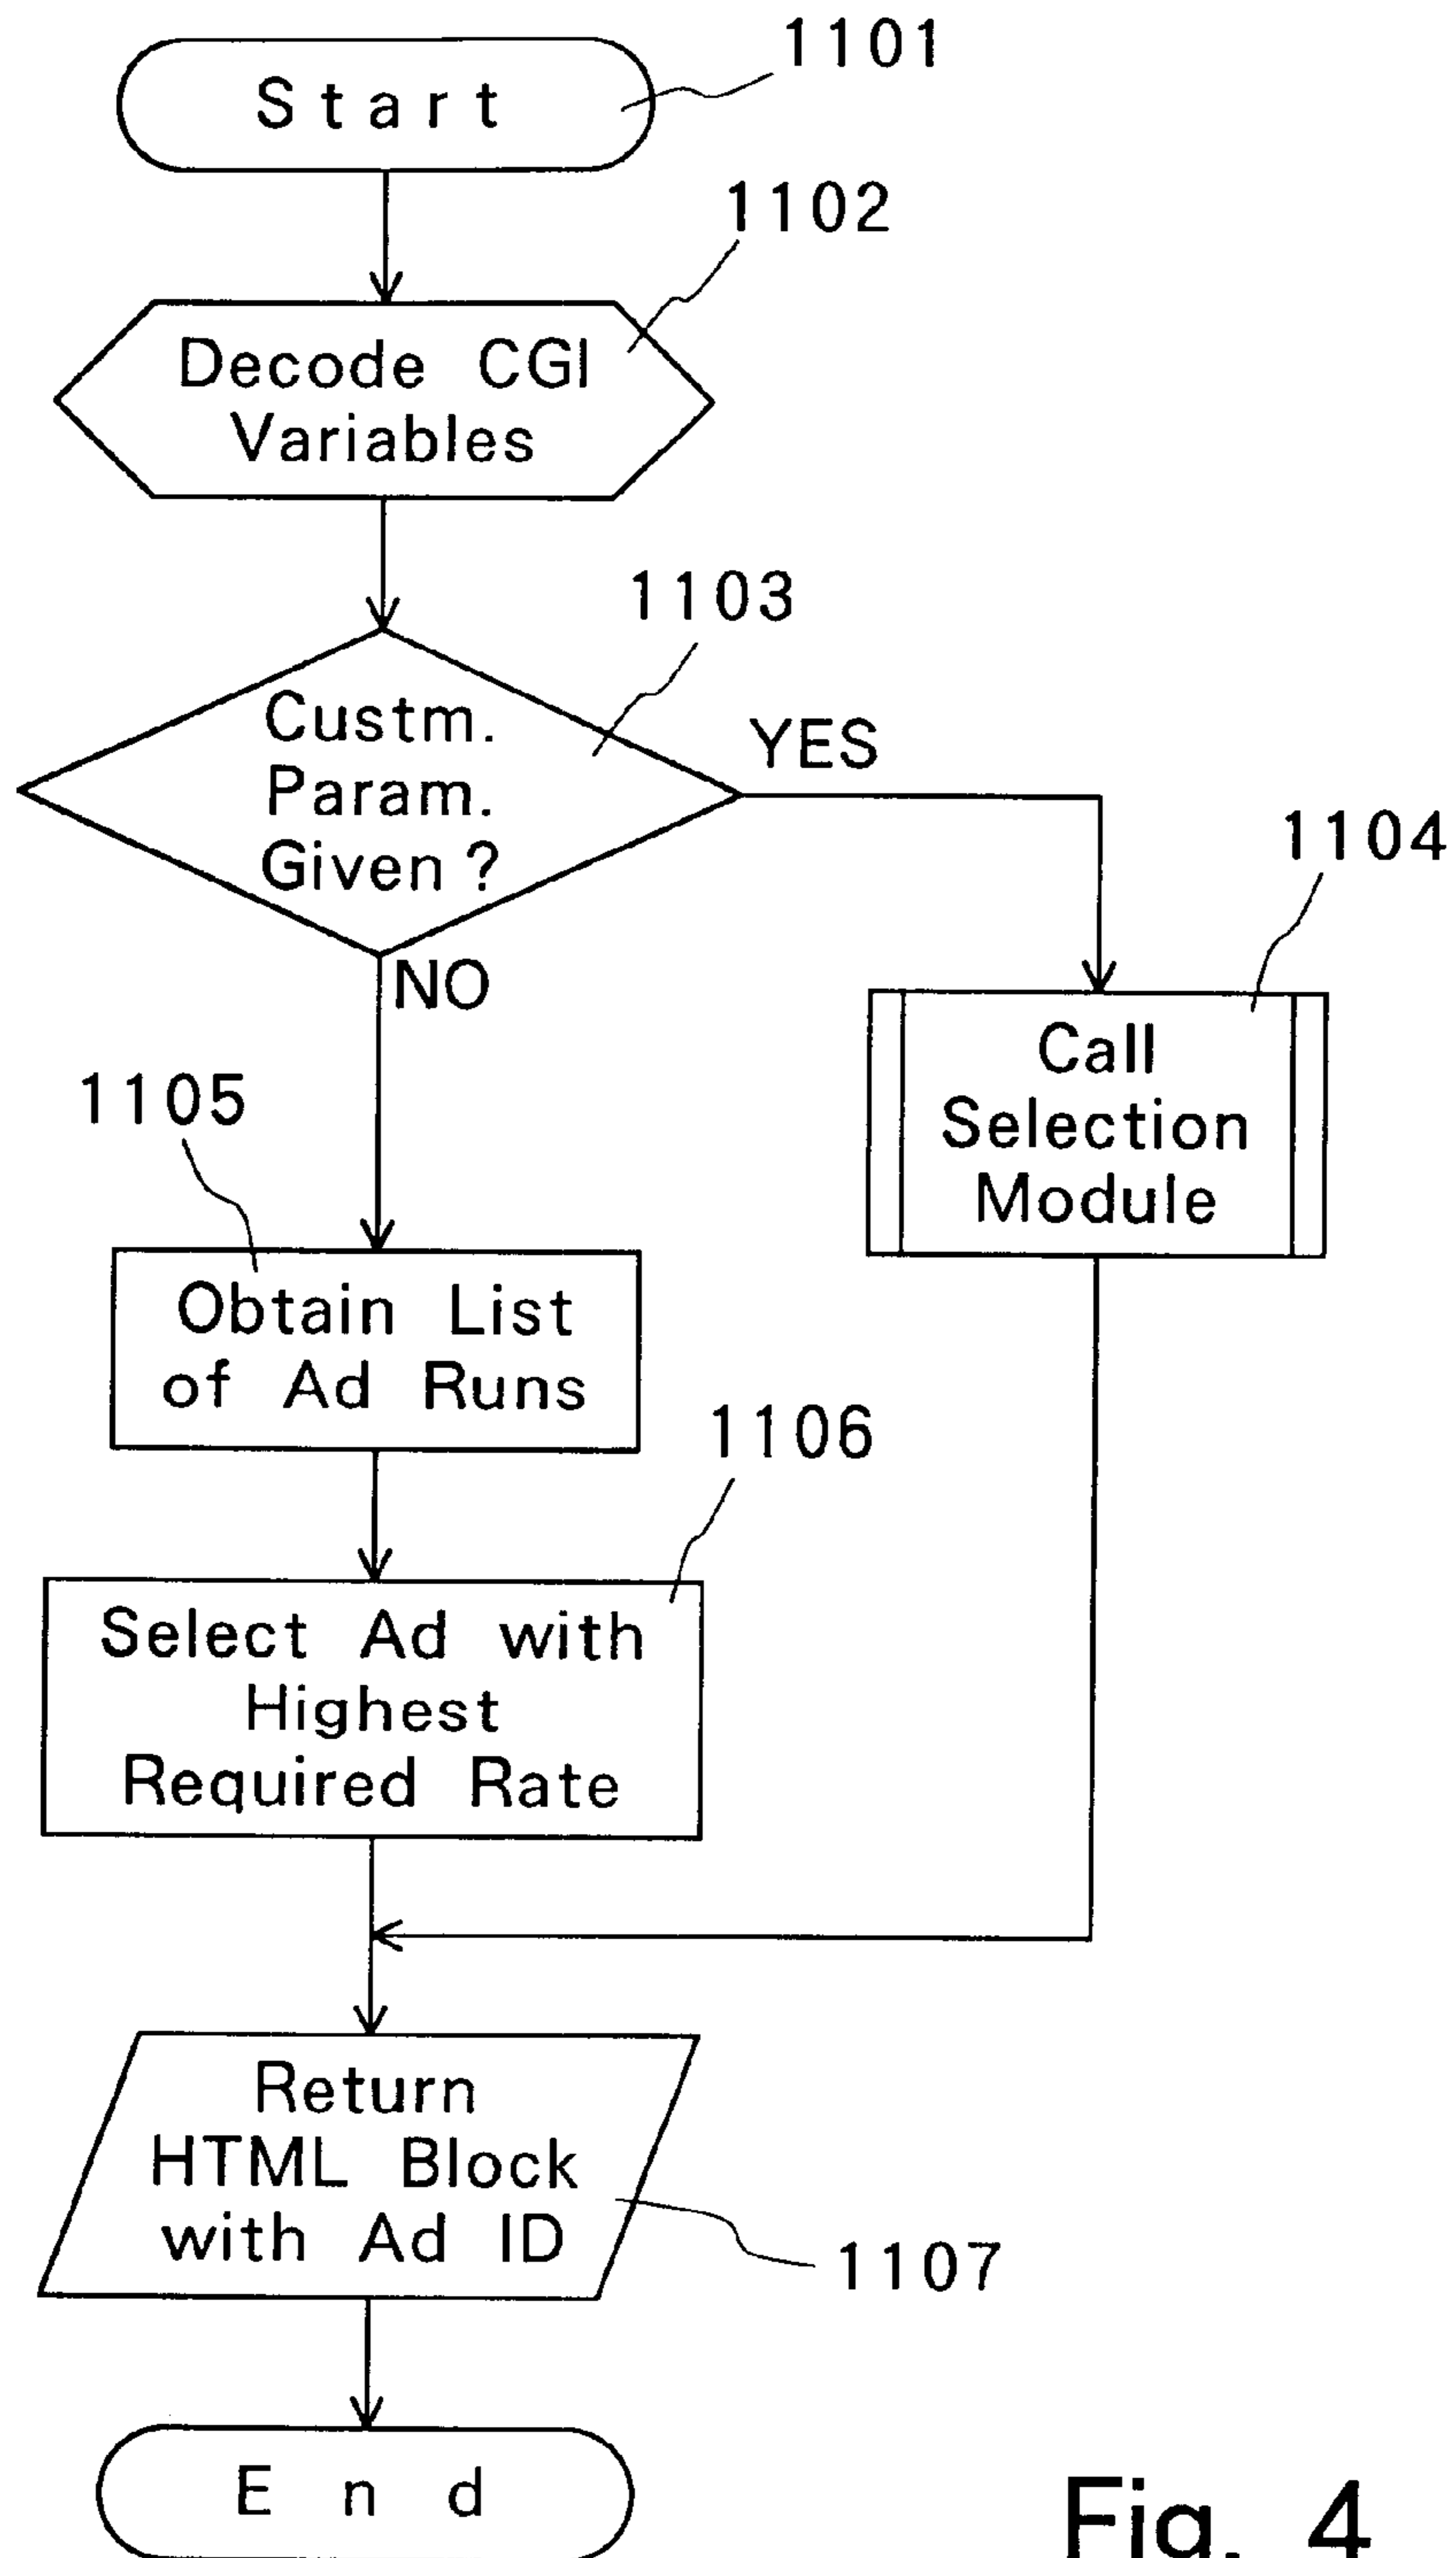 1101
Start
1102
Decode CGI
Variables
1103
Custm.
Param.
Given?
YES
NO
1104
Call
Selection
Module
1105
Obtain List
of Ad Runs
1106
Select Ad with
Highest
Required Rate
Return
HTML Block
with Ad ID
1107
End
Fig. 4